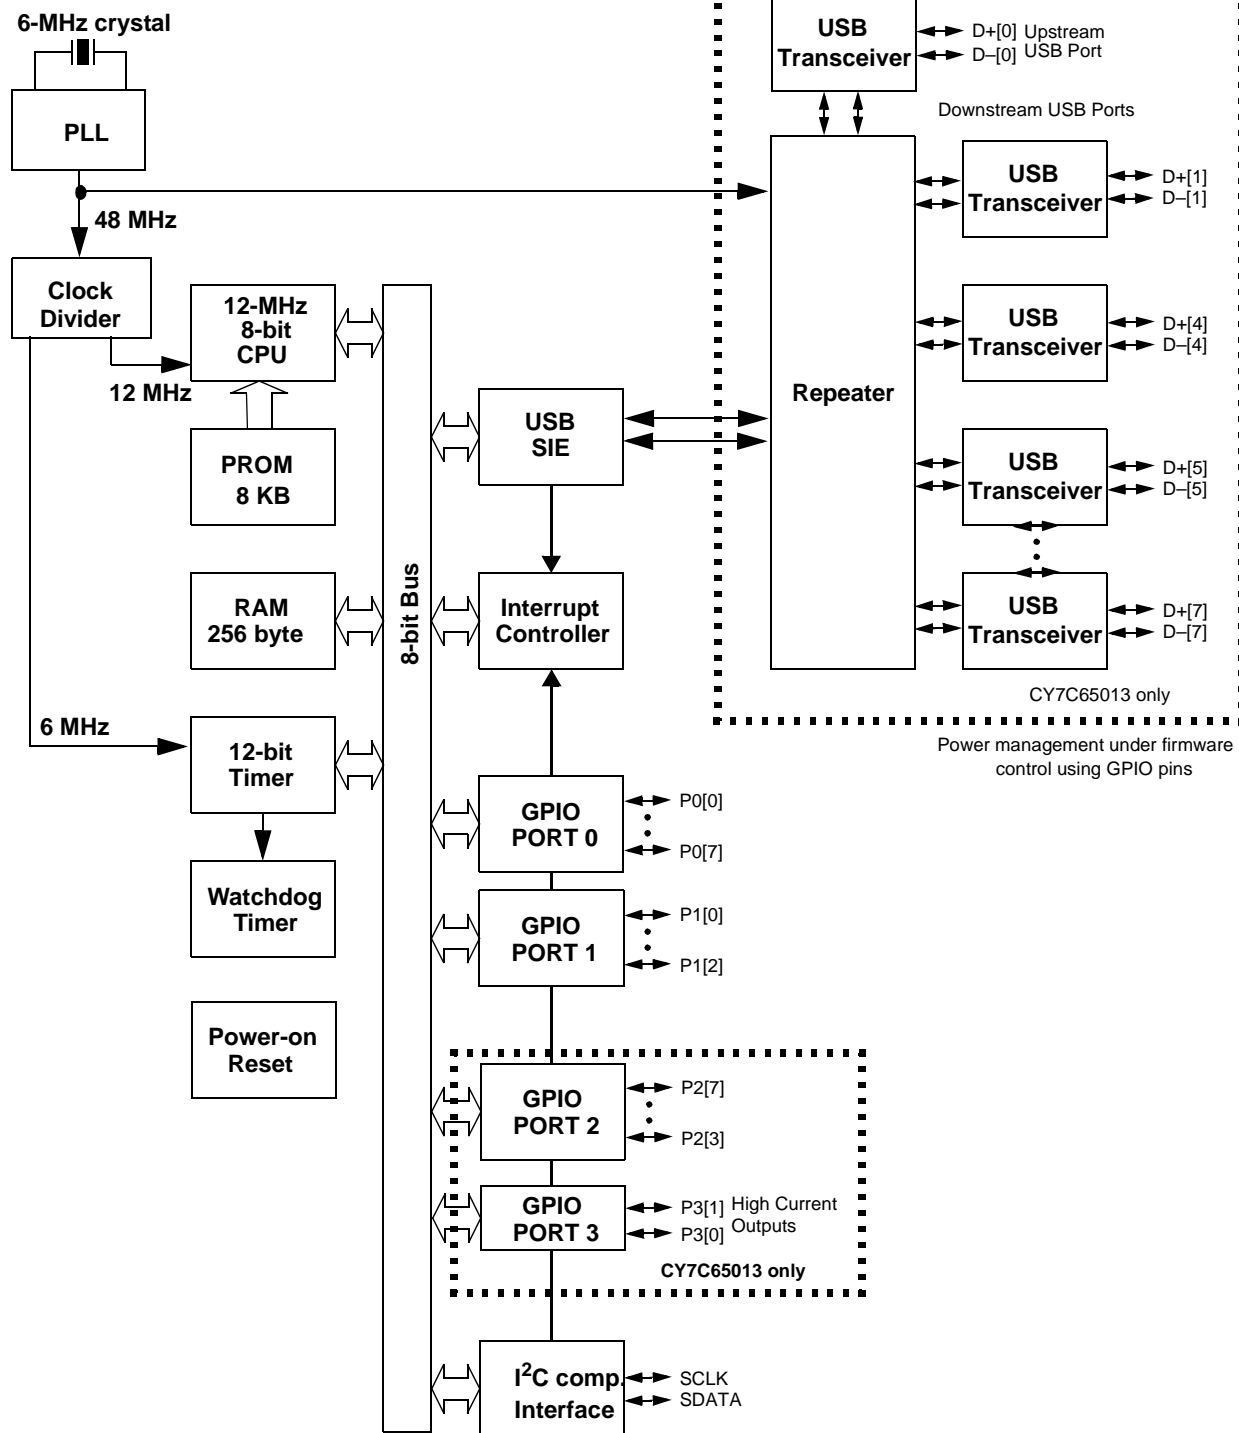 6-MHz crystal
PLL
48 MHz
Clock
Divider
12-MHz
8-bit
CPU
12 MHz
PROM
8 KB
RAM
256 byte
6 MHz
12-bit
Timer
Watchdog
Timer
Power-on
Reset
8-bit Bus
USB
SIE
Interrupt
Controller
GPIO
PORT 0
P0[0]
P0[7]
GPIO
PORT 1
P1[0]
P1[2]
GPIO
PORT 2
P2[7]
P2[3]
GPIO
PORT 3
P3[1] High Current
P3[0] Outputs
CY7C65013 only
I2C comp.
Interface
SCLK
SDATA
USB
Transceiver
D+[0] Upstream
D–[0] USB Port
Downstream USB Ports
Repeater
USB
Transceiver
D+[1]
D–[1]
USB
Transceiver
D+[4]
D–[4]
USB
Transceiver
D+[5]
D–[5]
USB
Transceiver
D+[7]
D–[7]
CY7C65013 only
Power management under firmware
control using GPIO pins